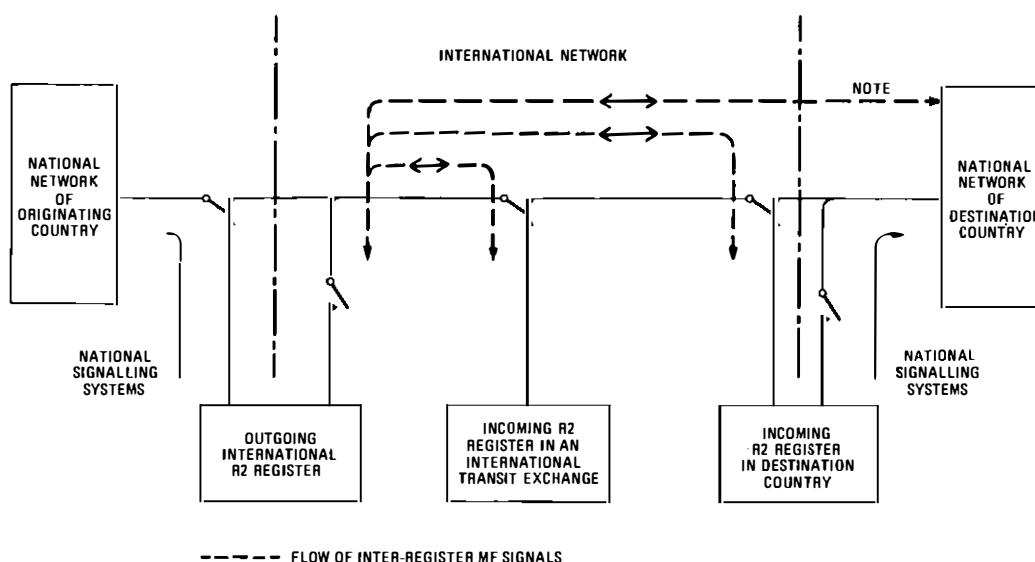 INTERNATIONAL NETWORK
NOTE
NATIONAL
NETWORK
OF
ORIGINATING
COUNTRY
NATIONAL
NETWORK
OF
DESTINATION
COUNTRY
NATIONAL
SIGNALLING
SYSTEMS
NATIONAL
SIGNALLING
SYSTEMS
OUTGOING
INTERNATIONAL
R2 REGISTER
INCOMING R2
REGISTER IN AN
INTERNATIONAL
TRANSIT EXCHANGE
INCOMING
R2 REGISTER
IN DESTINATION
COUNTRY
FLOW OF INTER-REGISTER MF SIGNALS